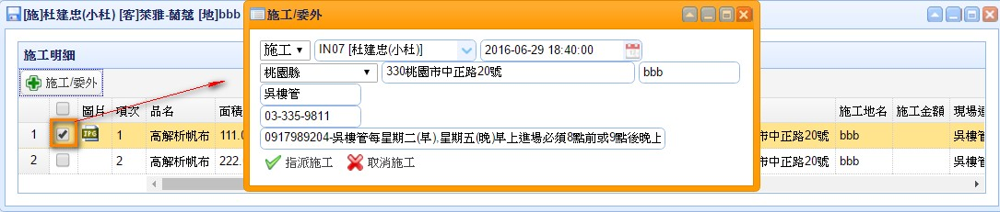 [施]杜建忠(小杜) [客]萊雅-蘭蔻 [地]bbb
施工/委外
施工 IN07 [杜建忠(小杜)] 2016-06-29 18:40:00
桃園縣 330桃園市中正路20號 bbb
吳樓管
03-335-9811
0917989204-吳樓管每星期二(早),星期五(晚)早上進場必須8點前或9點後晚上
指派施工 取消施工
施工明細
施工/委外
圖片 項次 品名 面積 施工地名 施工金額 現場
1 JPG 1 高解析帆布 111.0 市中正路20號 bbb 吳樓管
2 2 高解析帆布 222. 市中正路20號 bbb 吳樓管